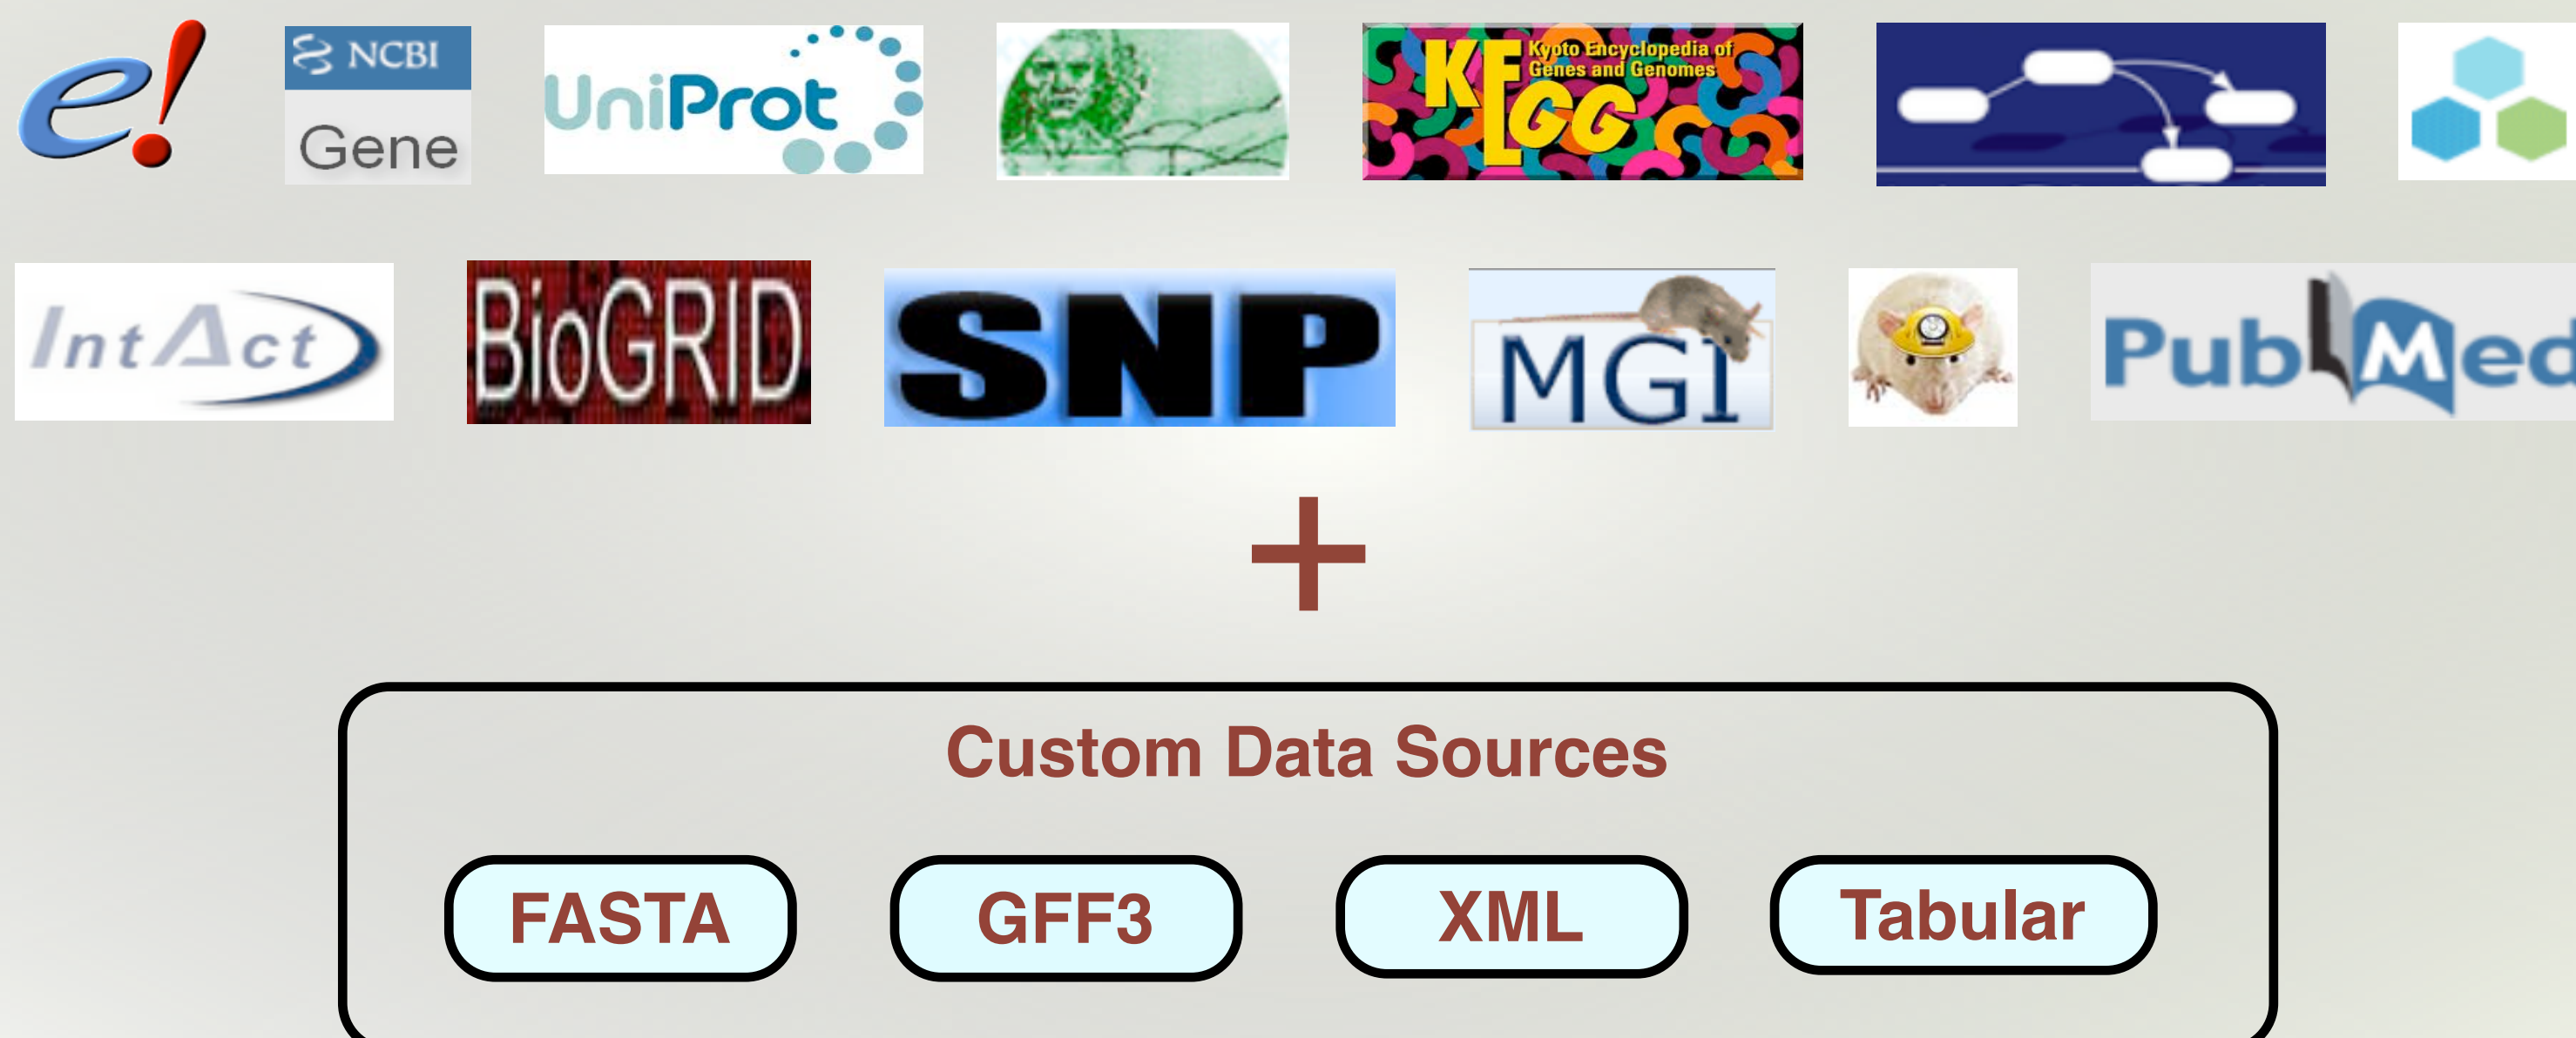 e!
NCBI
Gene
UniProt
KEGG
Kyoto Encyclopedia of
Genes and Genomes
IntAct
BioGRID
SNP
MGI
PubMed
+
Custom Data Sources
FASTA
GFF3
XML
Tabular